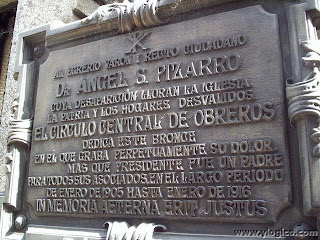 AL EGREGIO VARON Y RECTO CIUDADANO
DR. ANGEL S. PIZARRO
CUYA DESAPARICIÓN LLORAN LA IGLESIA
LA PATRIA Y LOS HOGARES DESVALIDOS
EL CIRCULO CENTRAL DE OBREROS
DEDICA ESTE BRONCE
EN EL QUE GRABA PERPETUAMENTE SU DOLOR
MAS QUE PRESIDENTE FUE UN PADRE
PARA TODOS SUS ASOCIADOS, EN EL LARGO PERIODO
DE ENERO DE 1905 HASTA ENERO DE 1916
IN MEMORIA AETERNA ERIT JUSTUS
www.ylogico.com